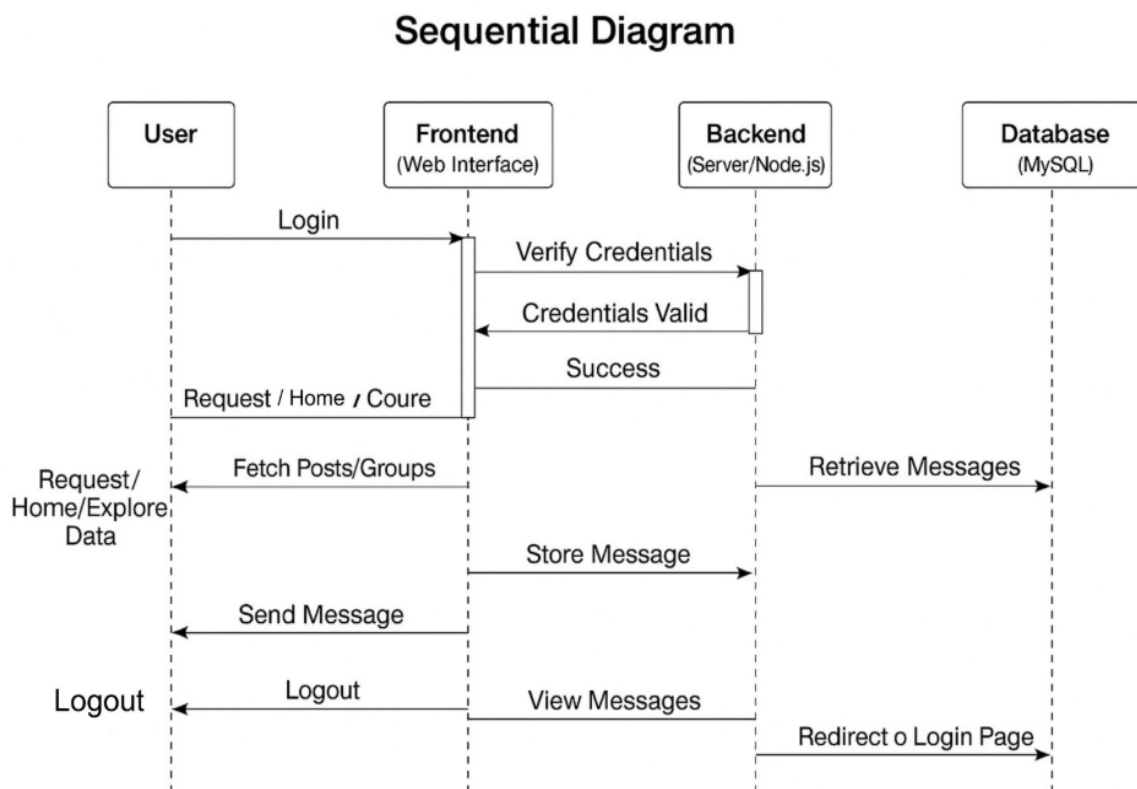 Sequential Diagram
User
Frontend
(Web Interface)
Backend
(Server/Node.js)
Database
(MySQL)
Login
Verify Credentials
Credentials Valid
Success
Request / Home / Coure
Fetch Posts/Groups
Retrieve Messages
Request/
Home/Explore
Data
Store Message
Send Message
Logout
Logout
View Messages
Redirect o Login Page